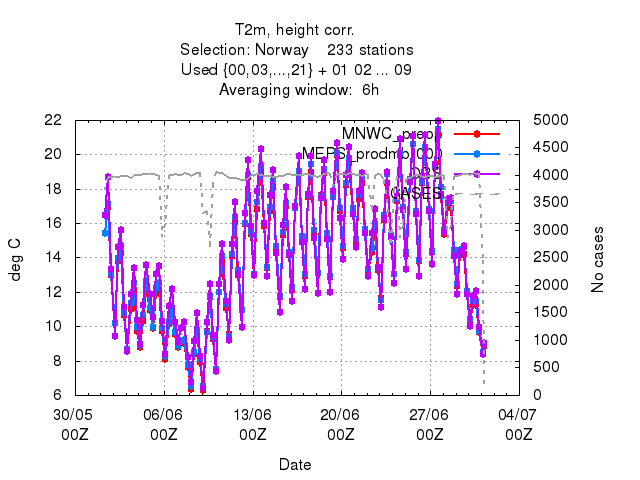 T2m, height corr.
Selection: Norway 233 stations
Used {00,03,...,21} + 01 02 ... 09
Averaging window: 6h
22 5000
MNWC_preop
20 4500
MEPS_prodmbr000
18 4000
OBS
CASES
16 3500
3000
14 2500
12 2000
10 1500
1000
8 500
6 0
deg C
No cases
30/05 06/06 13/06 20/06 27/06 04/07
00Z 00Z 00Z 00Z 00Z 00Z
Date